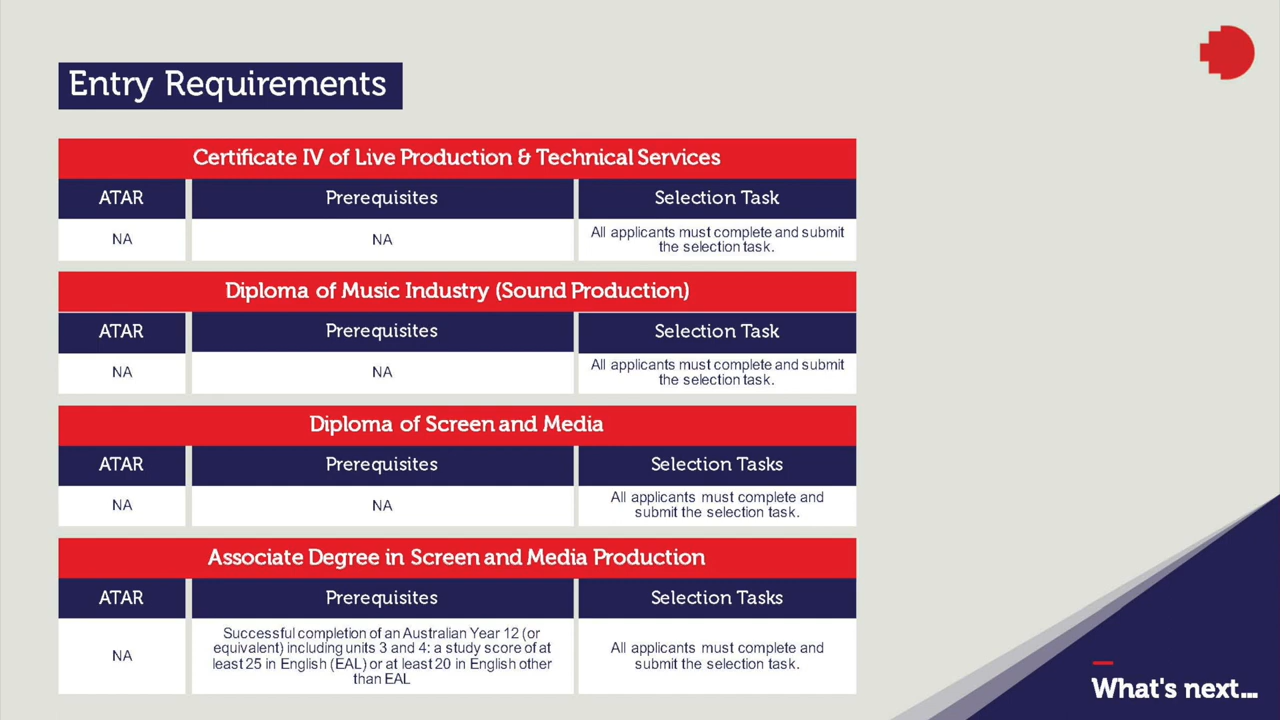 Entry Requirements
Certificate IV of Live Production & Technical Services
ATAR Prerequisites Selection Task
NA NA All applicants must complete and submit
the selection task.
Diploma of Music Industry (Sound Production)
ATAR Prerequisites Selection Task
NA NA All applicants must complete and submit
the selection task.
Diploma of Screen and Media
ATAR Prerequisites Selection Tasks
NA NA All applicants must complete and
submit the selection task.
Associate Degree in Screen and Media Production
ATAR Prerequisites Selection Tasks
NA
Successful completion of an Australian Year 12 (or
equivalent) including units 3 and 4: a study score of at
least 25 in English (EAL) or at least 20 in English other
than EAL
All applicants must complete and
submit the selection task.
What's next...